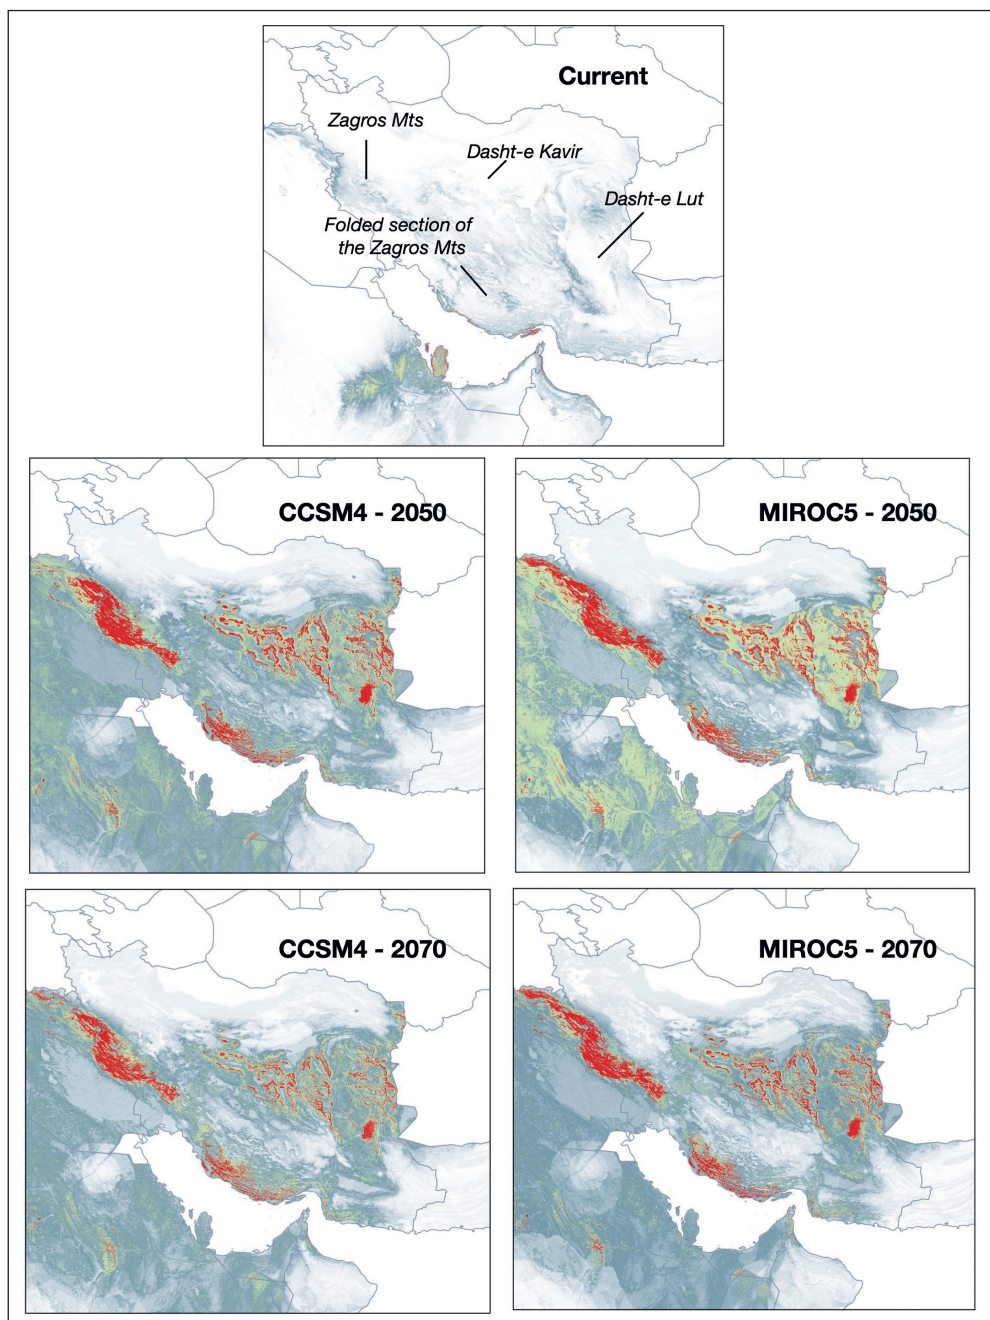 Current
Zagros Mts
Dasht-e Kavir
Dasht-e Lut
Folded section of
the Zagros Mts
CCSM4 - 2050
MIROC5 - 2050
CCSM4 - 2070
MIROC5 - 2070